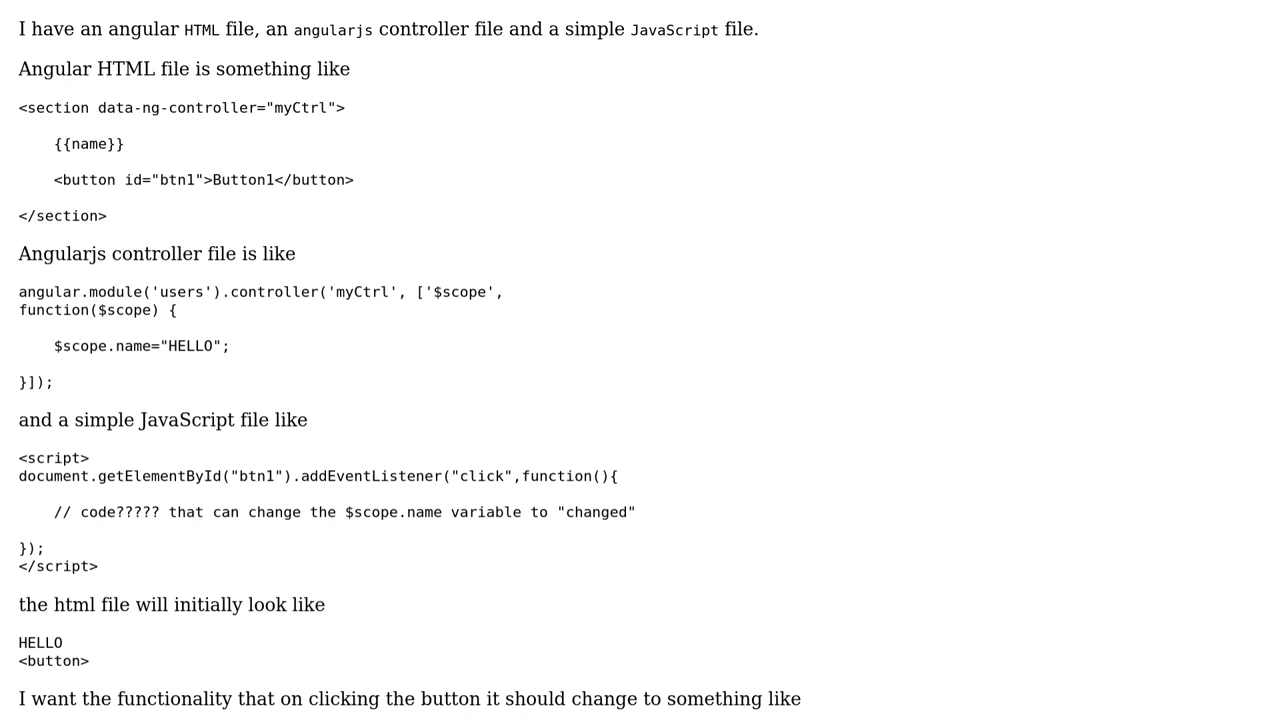 I have an angular HTML file, an angularjs controller file and a simple JavaScript file.
Angular HTML file is something like
<section data-ng-controller="myCtrl">
    {{name}}
    <button id="btn1">Button1</button>
</section>
Angularjs controller file is like
angular.module('users').controller('myCtrl', ['$scope',
function($scope) {
    $scope.name="HELLO";
}]);
and a simple JavaScript file like
<script>
document.getElementById("btn1").addEventListener("click",function(){
    // code????? that can change the $scope.name variable to "changed"
});
</script>
the html file will initially look like
HELLO
<button>
I want the functionality that on clicking the button it should change to something like